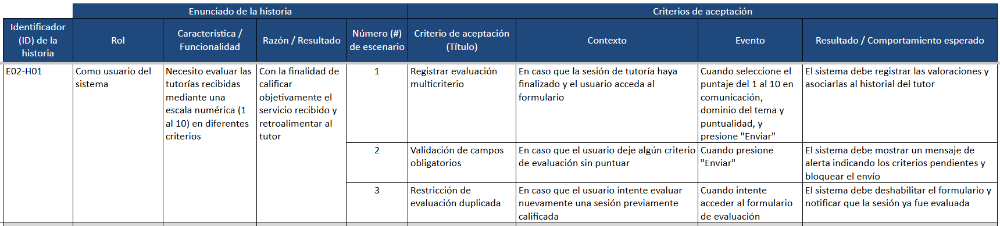 Enunciado de la historia
Criterios de aceptación
Identificador
(ID) de la
historia
Rol
Característica /
Funcionalidad
Razón / Resultado
Número (#)
de escenario
Criterio de aceptación
(Título)
Contexto
Evento
Resultado / Comportamiento esperado
E02-H01
Como usuario del
sistema
Necesito evaluar las
tutorías recibidas
mediante una
escala numérica (1
al 10) en diferentes
criterios
Con la finalidad de
calificar
objetivamente el
servicio recibido y
retroalimentar al
tutor
1
Registrar evaluación
multicriterio
En caso que la sesión de tutoría haya
finalizado y el usuario acceda al
formulario
Cuando seleccione el
puntaje del 1 al 10 en
comunicación,
dominio del tema y
puntualidad, y
presione "Enviar"
El sistema debe registrar las valoraciones y
asociarlas al historial del tutor
2
Validación de campos
obligatorios
En caso que el usuario deje algún criterio
de evaluación sin puntuar
Cuando presione
"Enviar"
El sistema debe mostrar un mensaje de
alerta indicando los criterios pendientes y
bloquear el envío
3
Restricción de
evaluación duplicada
En caso que el usuario intente evaluar
nuevamente una sesión previamente
calificada
Cuando intente
acceder al formulario
de evaluación
El sistema debe deshabilitar el formulario y
notificar que la sesión ya fue evaluada